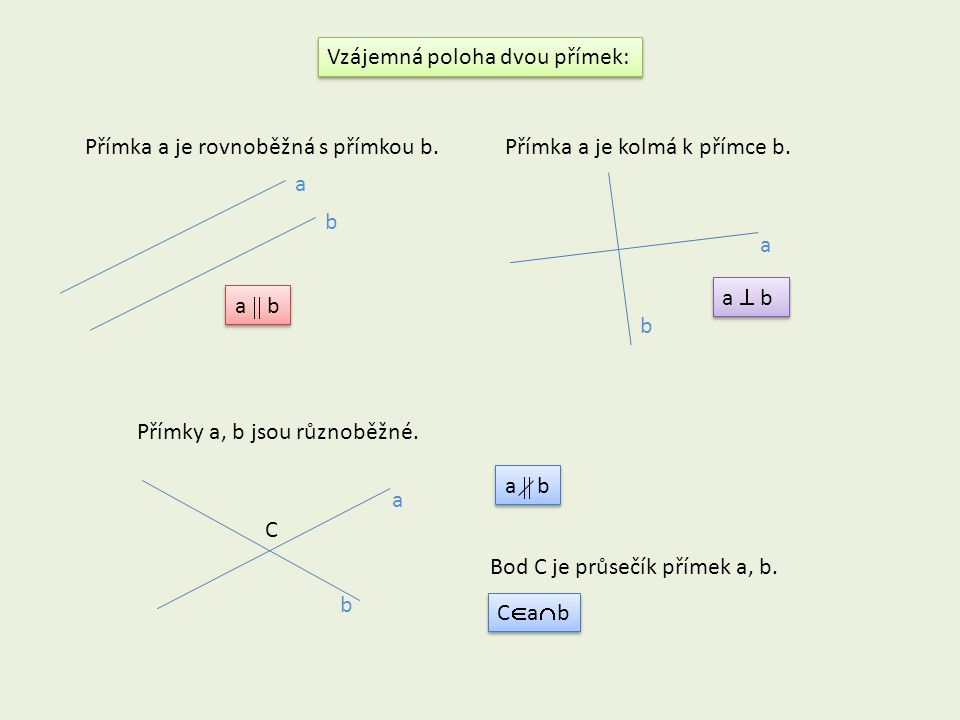 Vzájemná poloha dvou přímek:
Přímka a je rovnoběžná s přímkou b.
a
b
a || b
Přímka a je kolmá k přímce b.
a
a ⊥ b
b
Přímky a, b jsou různoběžné.
a
C
b
a ∦ b
Bod C je průsečík přímek a, b.
C∈a∩b